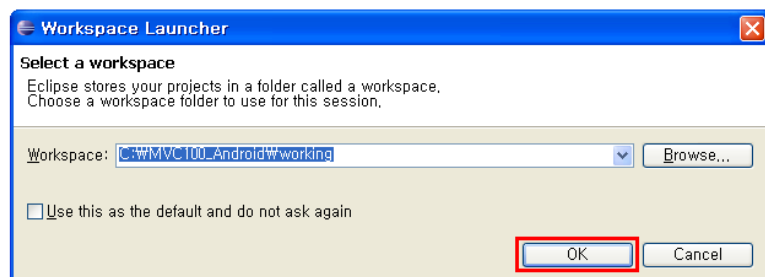 Workspace Launcher
Select a workspace
Eclipse stores your projects in a folder called a workspace.
Choose a workspace folder to use for this session.
Workspace: C:₩MVC100_Android₩working Browse...
Use this as the default and do not ask again
OK Cancel